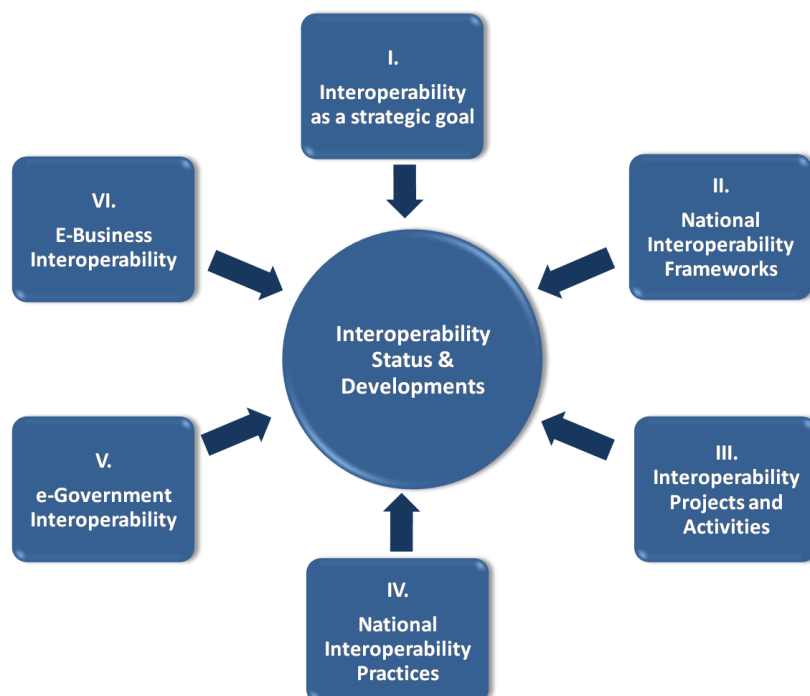 I.
Interoperability
as a strategic goal
II.
National
Interoperability
Frameworks
III.
Interoperability
Projects and
Activities
IV.
National
Interoperability
Practices
V.
e-Government
Interoperability
VI.
E-Business
Interoperability
Interoperability
Status &
Developments